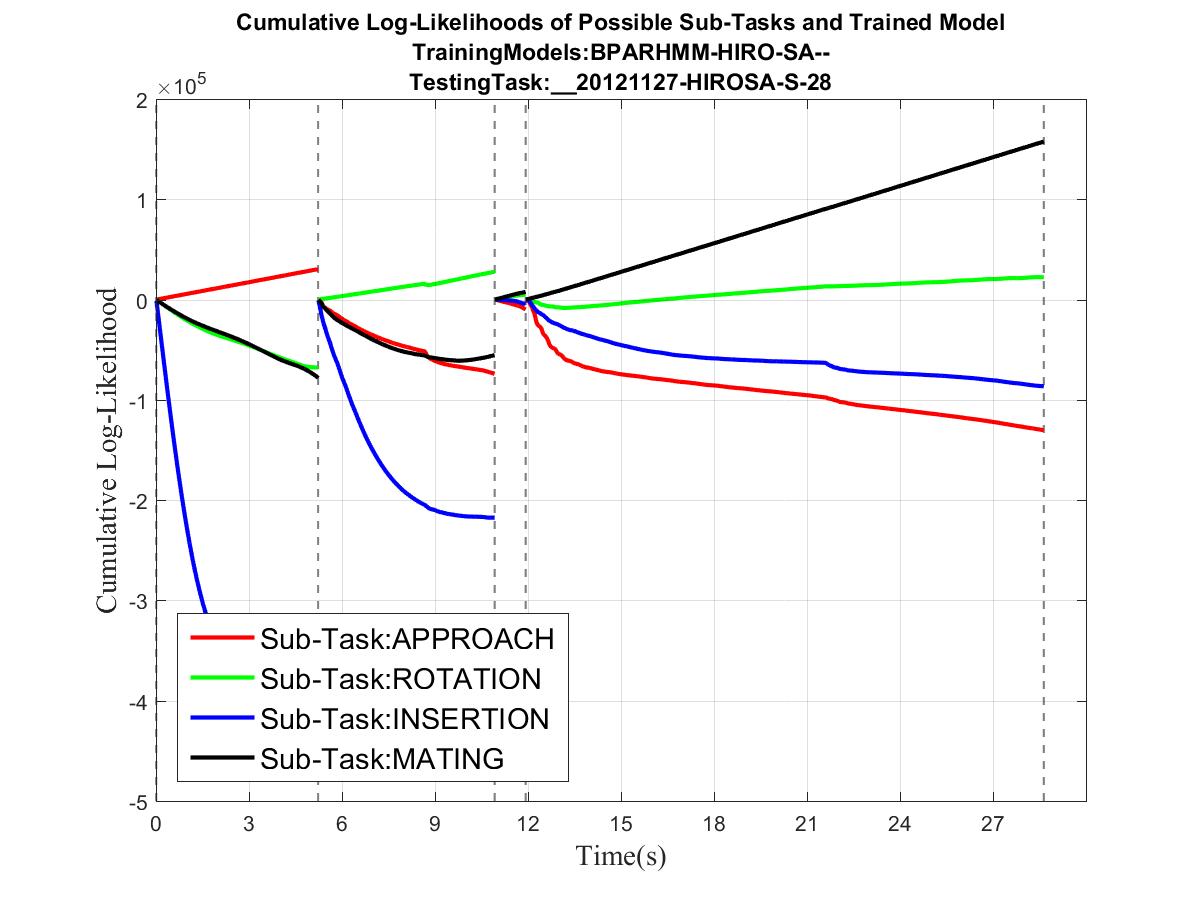 Cumulative Log-Likelihoods of Possible Sub-Tasks and Trained Model
TrainingModels:BPARHMM-HIRO-SA--
TestingTask:__20121127-HIROSA-S-28
×10^5
2
1
0
-1
-2
-3
-4
-5
Cumulative Log-Likelihood
Sub-Task:APPROACH
Sub-Task:ROTATION
Sub-Task:INSERTION
Sub-Task:MATING
0 3 6 9 12 15 18 21 24 27
Time(s)